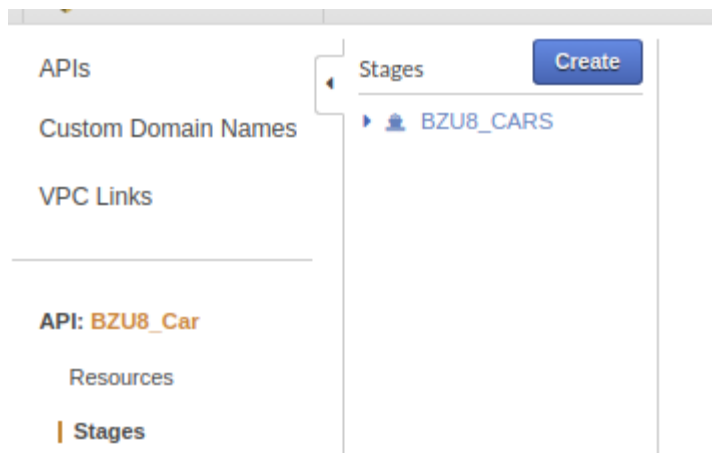 APIs
Custom Domain Names
VPC Links
API: BZU8_Car
Resources
Stages
Stages
Create
BZU8_CARS